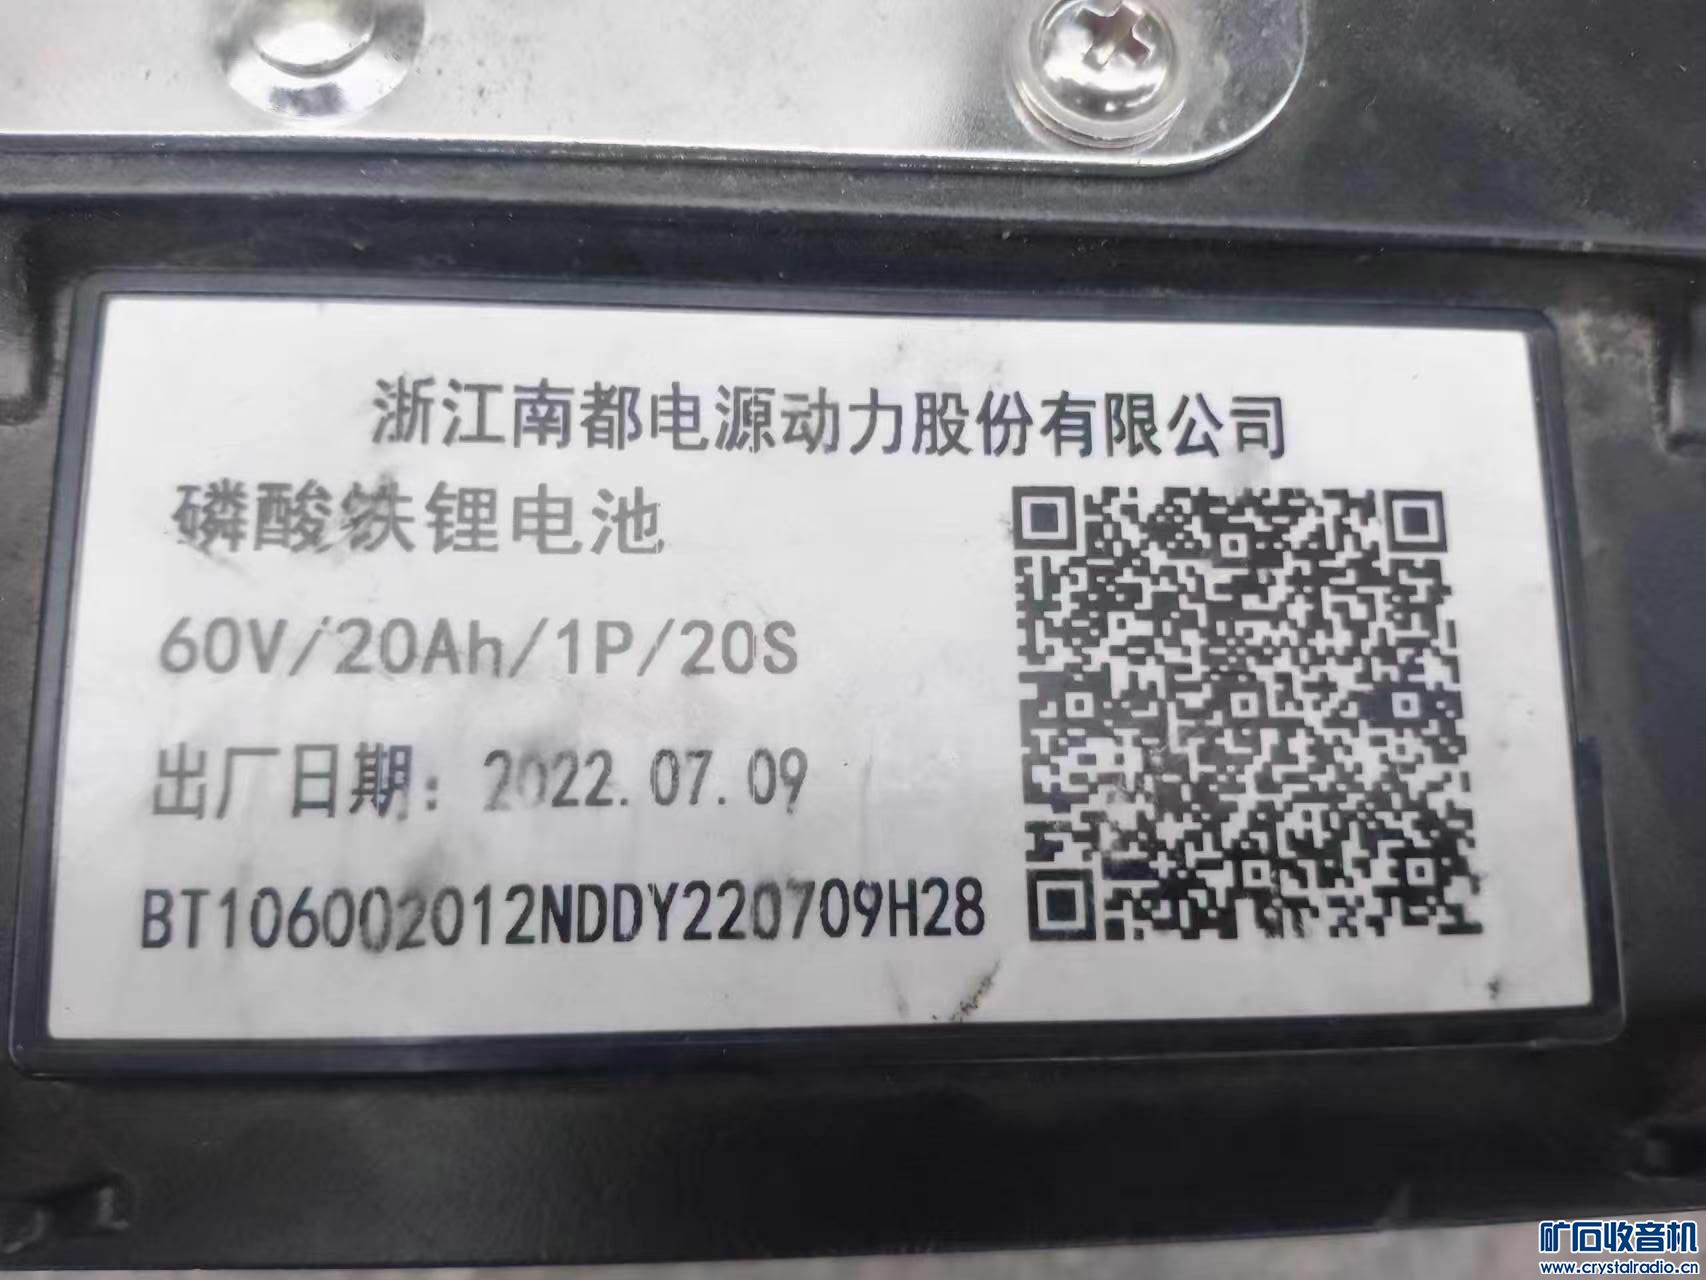 浙江南都电源动力股份有限公司
磷酸铁锂电池
60V/20Ah/1P/20S
出厂日期：2022.07.09
BT106002012NDDY220709H28
矿石收音机
www.crystalradio.cn